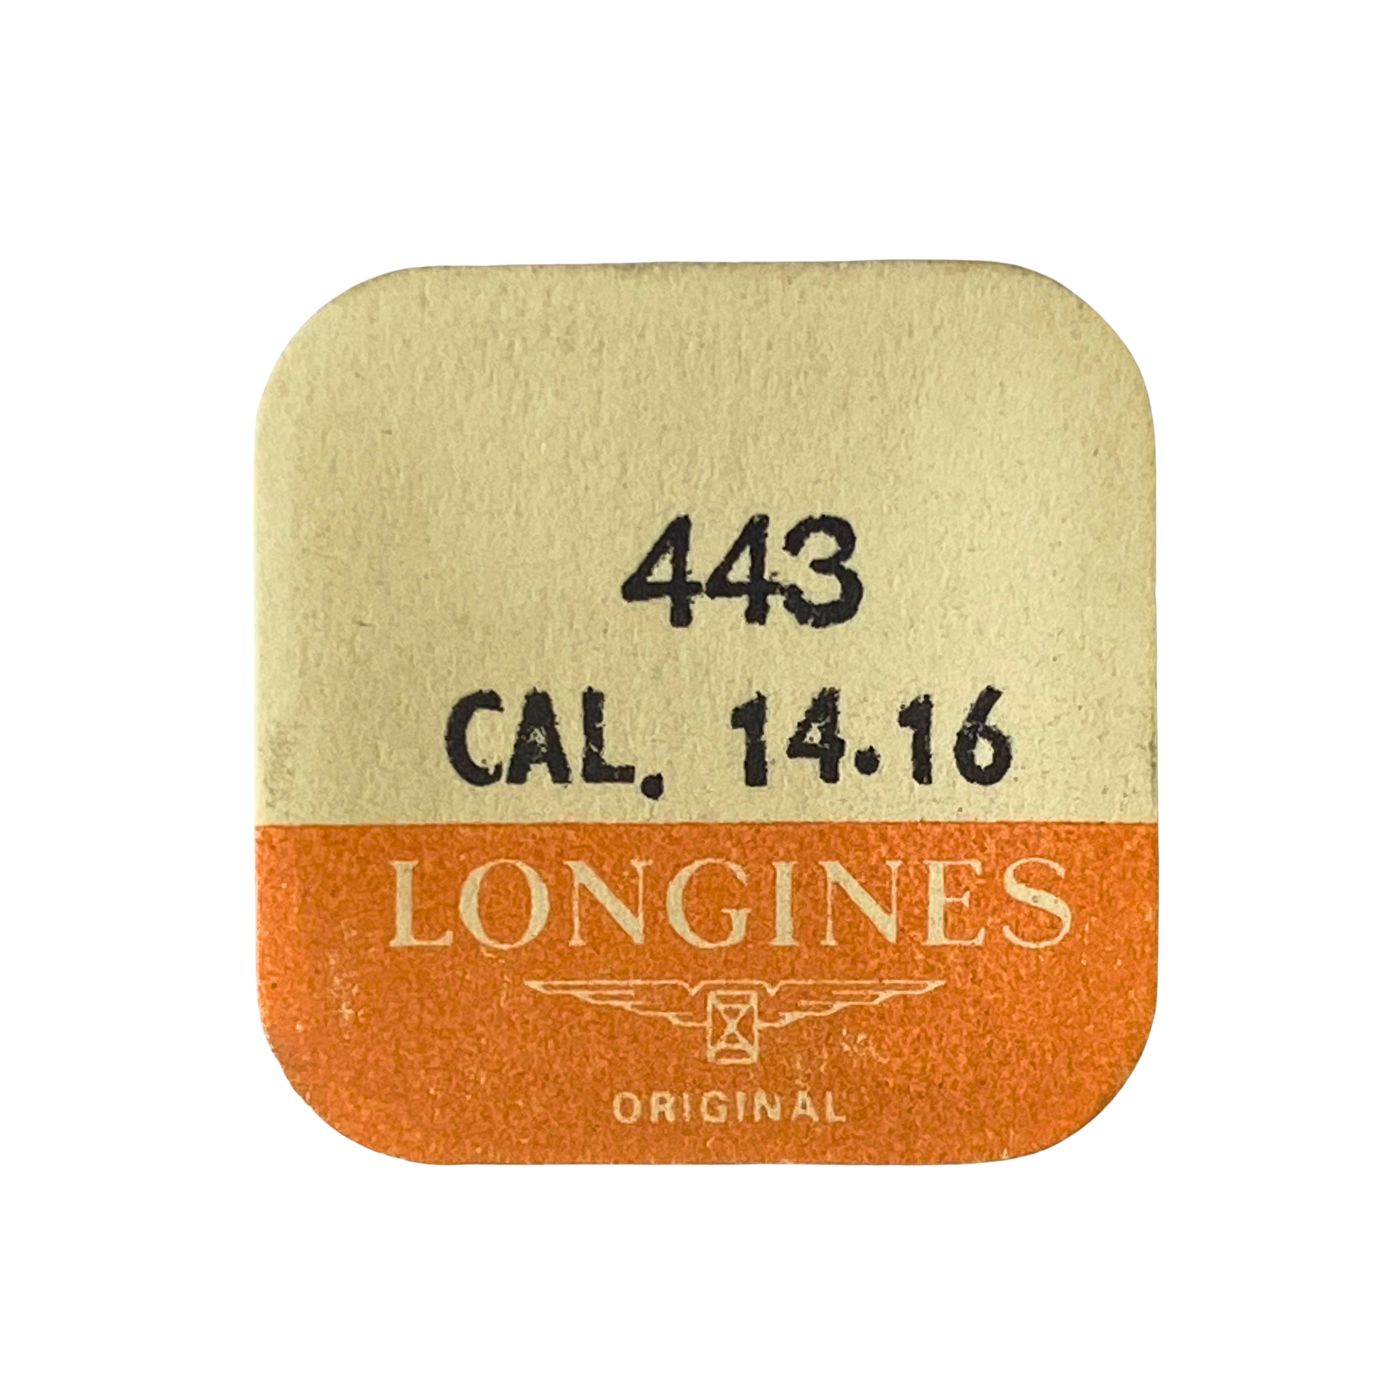 443
CAL. 14.16
LONGINES
ORIGINAL